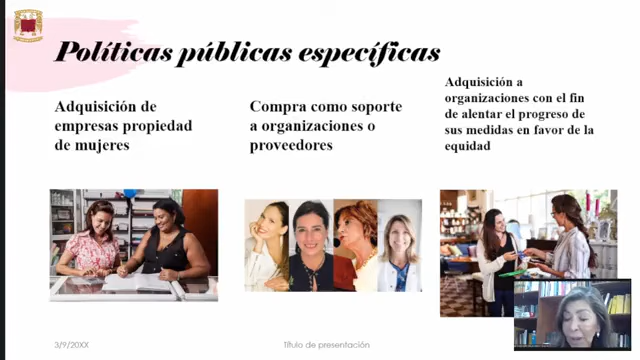 Políticas públicas específicas
Adquisición de
empresas propiedad
de mujeres
Compra como soporte
a organizaciones o
proveedores
Adquisición a
organizaciones con el fin
de alentar el progreso de
sus medidas en favor de la
equidad
3/9/20XX
Título de presentación